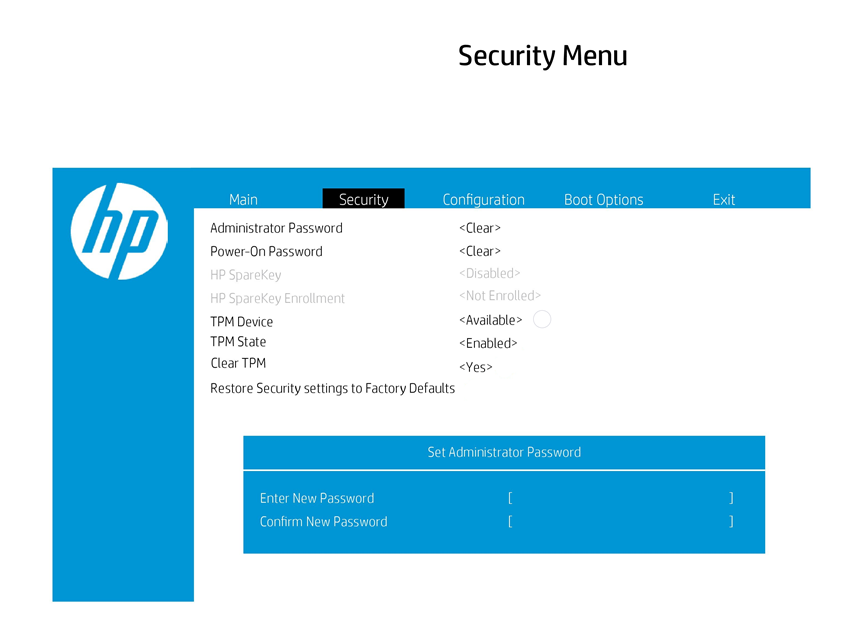 Security Menu
hp
Main Security Configuration Boot Options Exit
Administrator Password <Clear>
Power-On Password <Clear>
HP SpareKey <Disabled>
HP SpareKey Enrollment <Not Enrolled>
TPM Device <Available>
TPM State <Enabled>
Clear TPM <Yes>
Restore Security settings to Factory Defaults
Set Administrator Password
Enter New Password [ ]
Confirm New Password [ ]